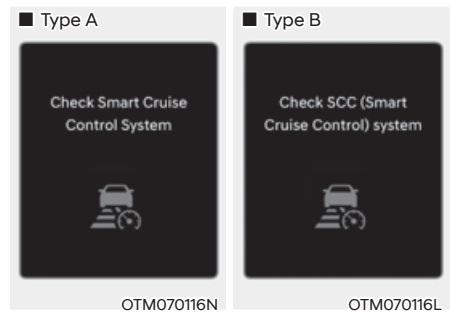 ■ Type A
Check Smart Cruise
Control System
OTM070116N
■ Type B
Check SCC (Smart
Cruise Control) system
OTM070116L